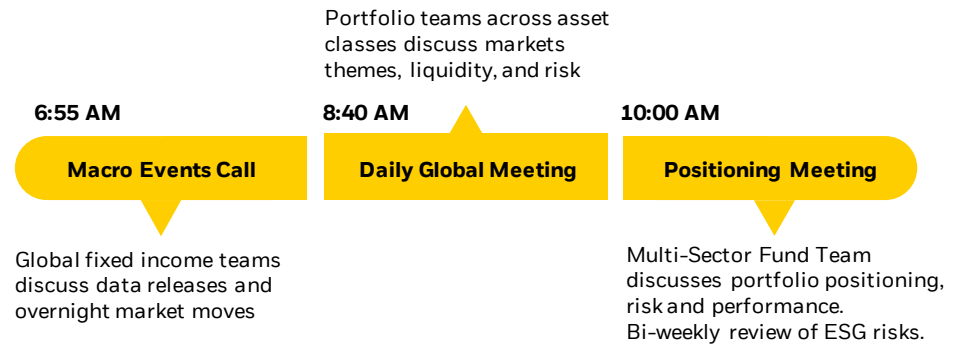 6:55 AM
Macro Events Call
Global fixed income teams
discuss data releases and
overnight market moves
Portfolio teams across asset
classes discuss markets
themes, liquidity, and risk
8:40 AM
Daily Global Meeting
10:00 AM
Positioning Meeting
Multi-Sector Fund Team
discusses portfolio positioning,
risk and performance.
Bi-weekly review of ESG risks.